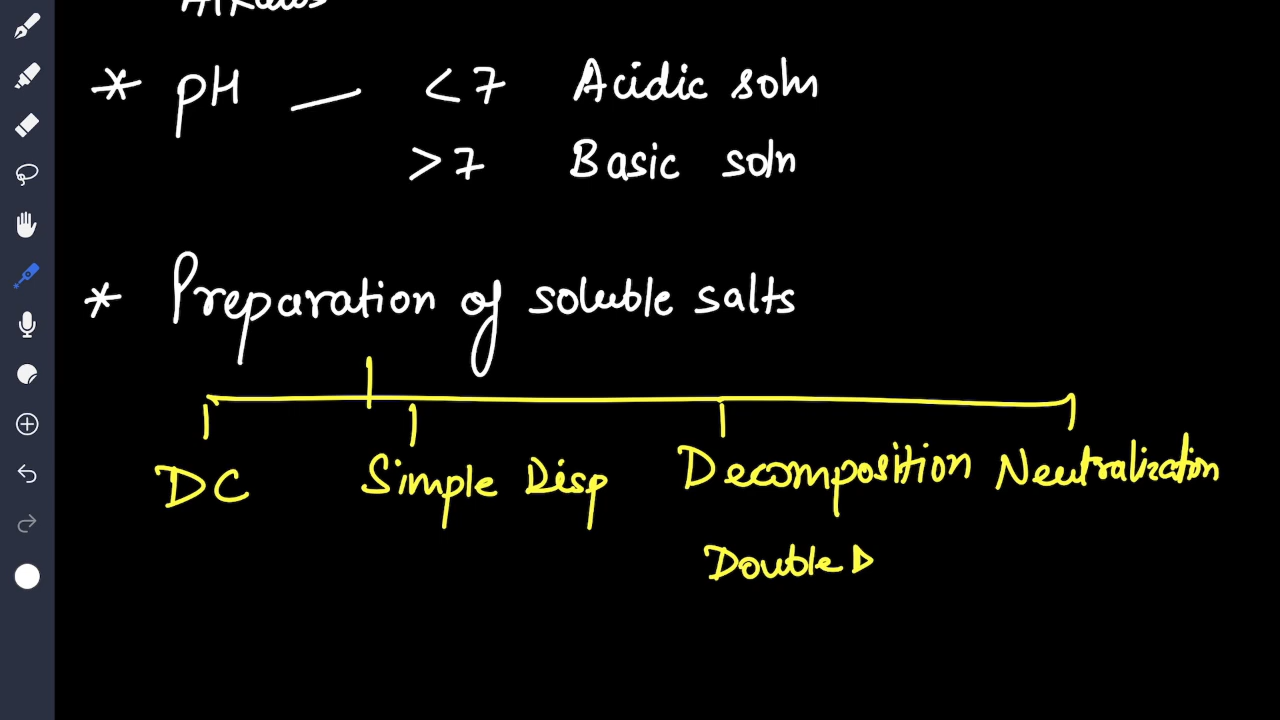 * pH — < 7 Acidic soln
> 7 Basic soln
* Preparation of soluble salts
DC Simple Disp Decomposition Neutralization
Double D